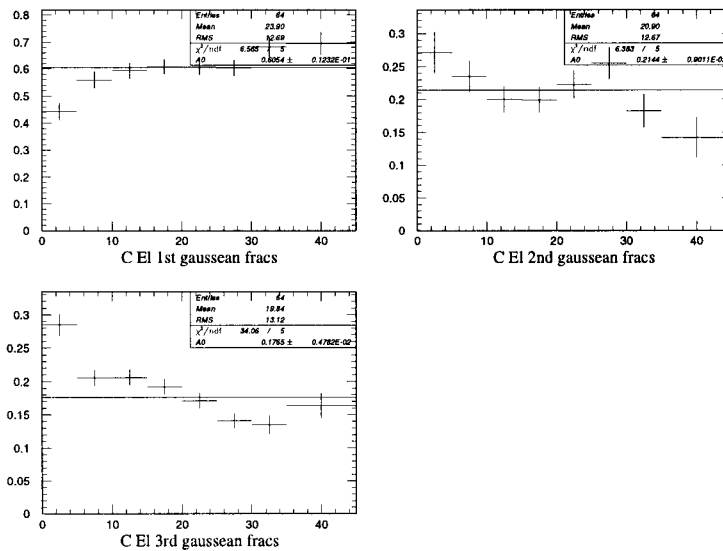 Entries 64
Mean 23.90
RMS 12.69
χ²/ndf 6.565 / 5
A0 0.6054 ± 0.1232E-01
0.8
0.7
0.6
0.5
0.4
0.3
0.2
0.1
0
0 10 20 30 40
C El 1st gaussean fracs
Entries 64
Mean 20.90
RMS 12.67
χ²/ndf 6.383 / 5
A0 0.2144 ±
0.3
0.25
0.2
0.15
0.1
0.05
0
0 10 20 30 40
C El 2nd gaussean fracs
Entries 64
Mean 19.84
RMS 13.12
χ²/ndf 34.06 / 5
A0 0.1765 ± 0.4782E-02
0.3
0.25
0.2
0.15
0.1
0.05
0
0 10 20 30 40
C El 3rd gaussean fracs